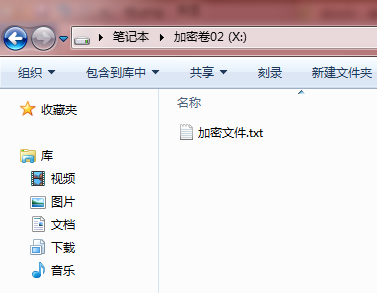 笔记本 加密卷02 (X:)
组织 包含到库中 共享 刻录 新建文件夹
收藏夹
库
视频
图片
文档
下载
音乐
名称
加密文件.txt